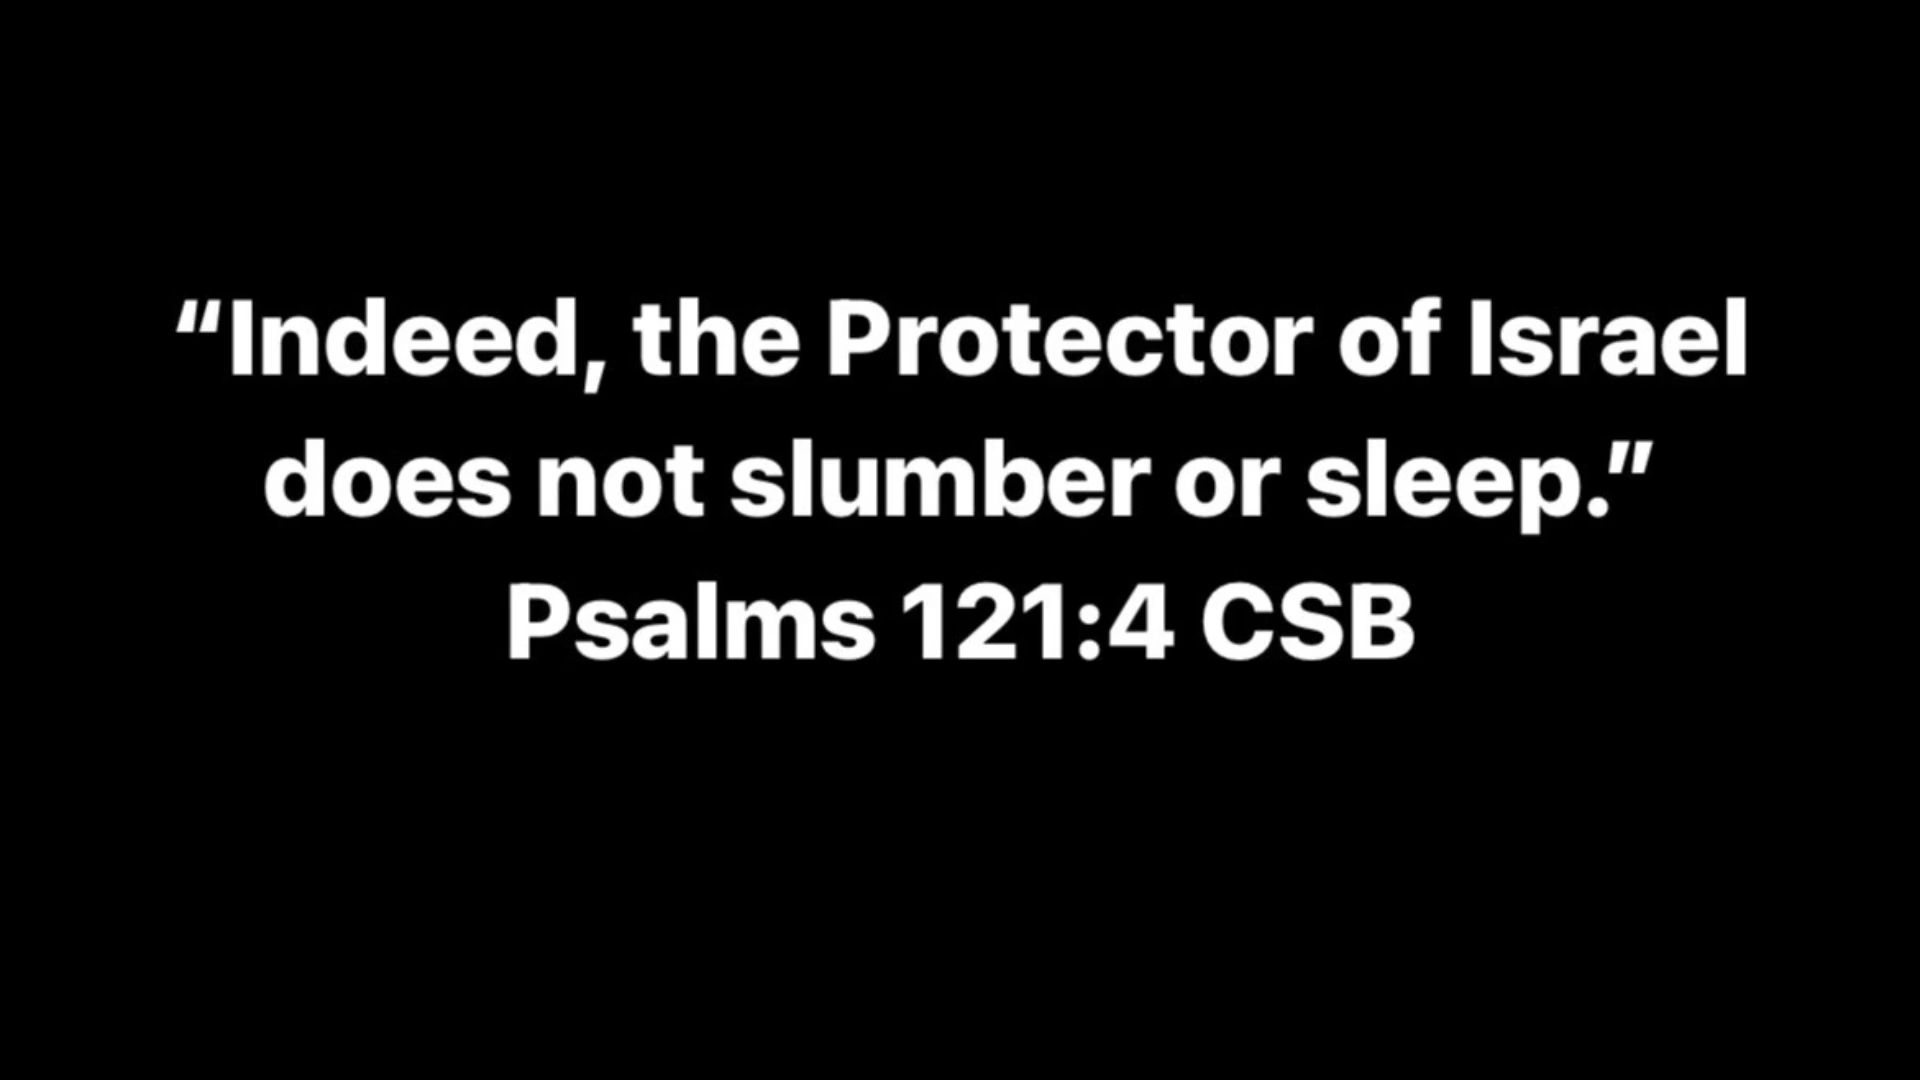 “Indeed, the Protector of Israel
does not slumber or sleep.”
Psalms 121:4 CSB